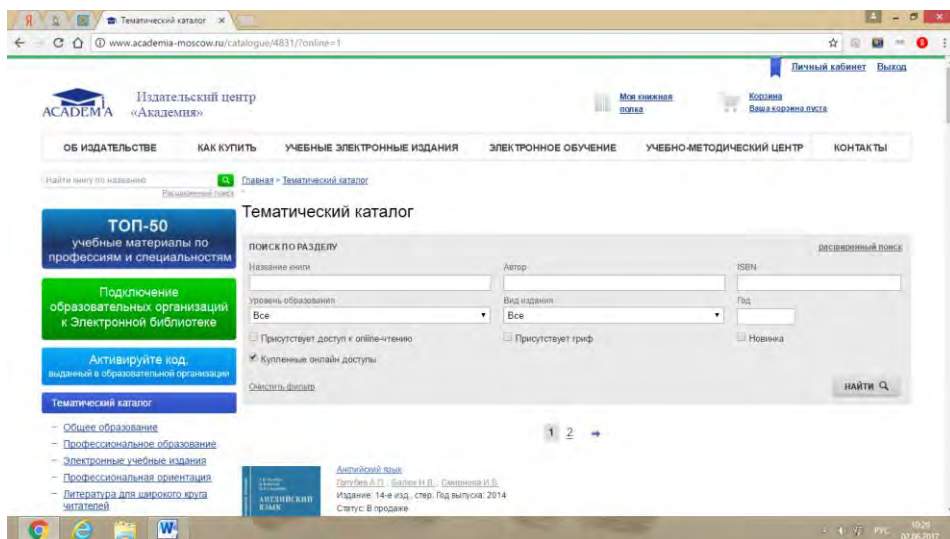 Тематический каталог
www.academia-moscow.ru/catalogue/4831/?online=1
Личный кабинет Выход
ACADEM'A
Издательский центр
«Академия»
Моя книжная
полка
Корзина
Ваша корзина пуста
ОБ ИЗДАТЕЛЬСТВЕ КАК КУПИТЬ УЧЕБНЫЕ ЭЛЕКТРОННЫЕ ИЗДАНИЯ ЭЛЕКТРОННОЕ ОБУЧЕНИЕ УЧЕБНО-МЕТОДИЧЕСКИЙ ЦЕНТР КОНТАКТЫ
Найти книгу по названию
Расширенный поиск
Главная » Тематический каталог
Тематический каталог
ТОП-50
учебные материалы по
профессиям и специальностям
Подключение
образовательных организаций
к Электронной библиотеке
Активируйте код,
выданный в образовательной организации
Тематический каталог
– Общее образование
– Профессиональное образование
– Электронные учебные издания
– Профессиональная ориентация
– Литература для широкого круга
читателей
ПОИСК ПО РАЗДЕЛУ расширенный поиск
Название книги Автор ISBN
Уровень образования Вид издания Год
Все Все
Присутствует доступ к online-чтению Присутствует гриф Новинка
Купленные онлайн доступы
Очистить фильтр НАЙТИ
1 2
АНГЛИЙСКИЙ
ЯЗЫК
Английский язык
Голубев А.П., Балюк Н.В., Смирнова И.Б.
Издание: 14-е изд., стер. Год выпуска: 2014
Статус: В продаже
РУС
10:29
02.06.2017